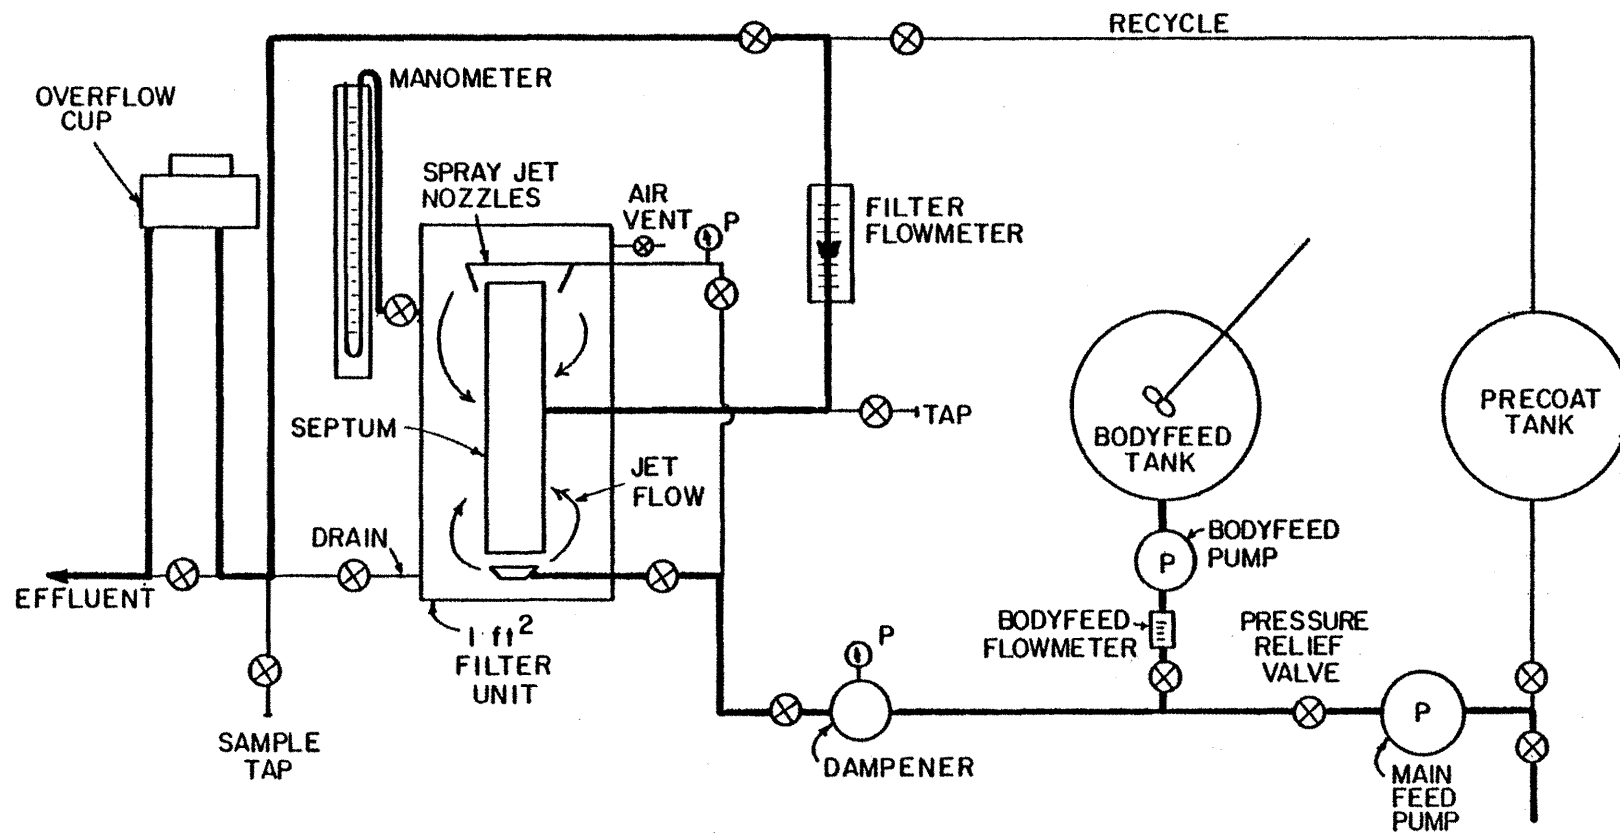 RECYCLE
MANOMETER
OVERFLOW
CUP
SPRAY JET
NOZZLES
AIR
VENT
P
FILTER
FLOWMETER
SEPTUM
TAP
BODYFEED
TANK
PRECOAT
TANK
JET
FLOW
DRAIN
BODYFEED
PUMP
P
EFFLUENT
1 ft²
FILTER
UNIT
P
BODYFEED
FLOWMETER
PRESSURE
RELIEF
VALVE
P
SAMPLE
TAP
DAMPENER
MAIN
FEED
PUMP